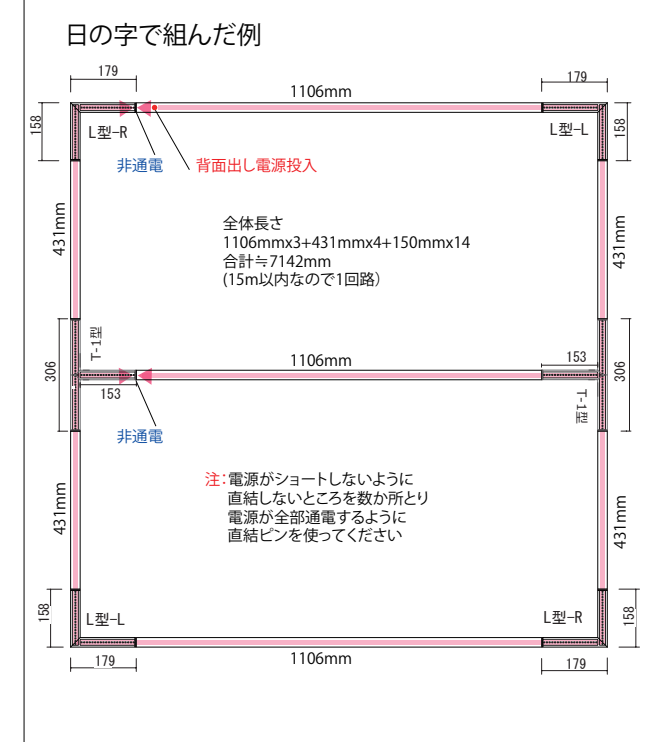 日の字で組んだ例
179
1106mm
179
158
L型-R
L型-L
158
非通電
背面出し電源投入
431mm
431mm
全体長さ
1106mmx3+431mmx4+150mmx14
合計≒7142mm
(15m以内なので1回路)
T-1型
306
1106mm
153
306
153
T-1型
非通電
注:電源がショートしないように
直結しないところを数か所とり
電源が全部通電するように
直結ピンを使ってください
431mm
431mm
158
L型-L
L型-R
158
179
1106mm
179